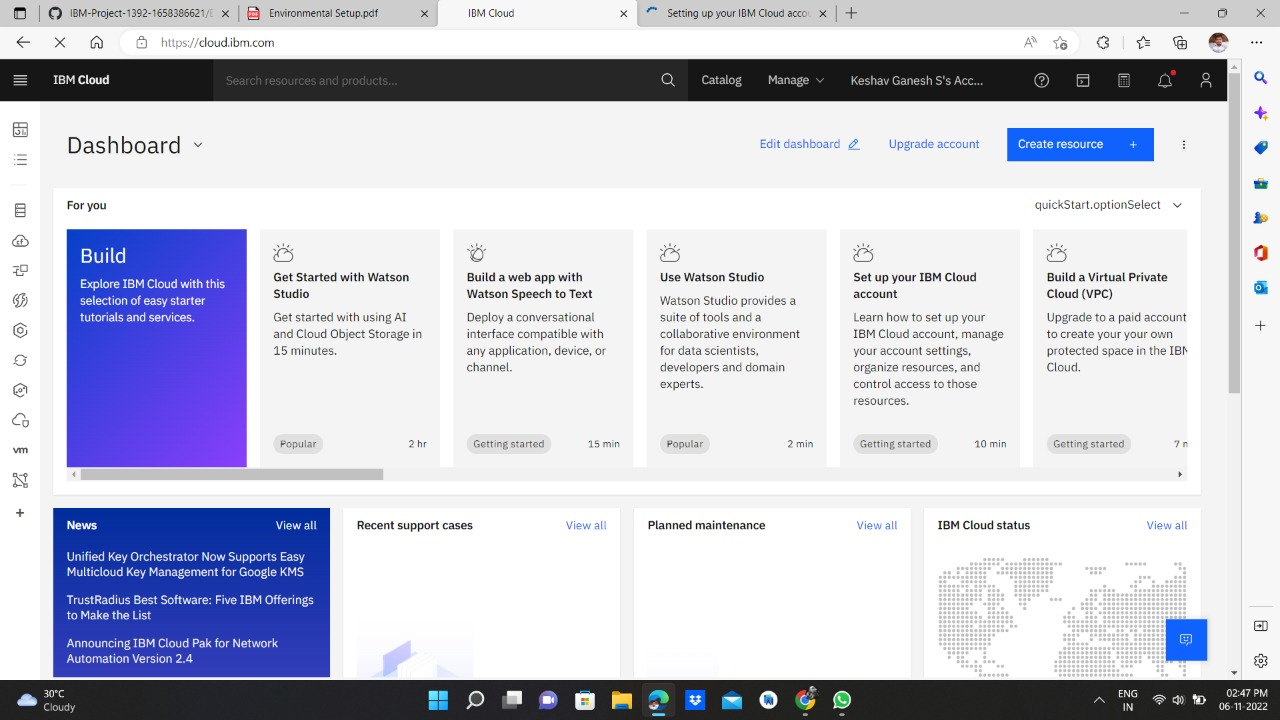 IBM-Project-1392-1658386621/E
Environmental Setup.pdf
IBM Cloud
Setting up your IBM Cloud accou
https://cloud.ibm.com
IBM Cloud
Search resources and products...
Catalog
Manage
Keshav Ganesh S's Acc...
Dashboard
Edit dashboard
Upgrade account
Create resource +
For you
quickStart.optionSelect
Build
Explore IBM Cloud with this
selection of easy starter
tutorials and services.
Get Started with Watson
Studio
Get started with using AI
and Cloud Object Storage in
15 minutes.
Popular
2 hr
Build a web app with
Watson Speech to Text
Deploy a conversational
interface compatible with
any application, device, or
channel.
Getting started
15 min
Use Watson Studio
Watson Studio provides a
suite of tools and a
collaborative environment
for data scientists,
developers and domain
experts.
Popular
2 min
Set up your IBM Cloud
account
Learn how to set up your
IBM Cloud account, manage
your account settings,
organize resources, and
control access to those
resources.
Getting started
10 min
Build a Virtual Private
Cloud (VPC)
Upgrade to a paid account
to create your your own
protected space in the IBM
Cloud.
Getting started
7 m
vm
News
View all
Unified Key Orchestrator Now Supports Easy
Multicloud Key Management for Google KMS
TrustRadius Best Software: Five IBM Offerings
to Make the List
Announcing IBM Cloud Pak for Network
Automation Version 2.4
Recent support cases
View all
Planned maintenance
View all
IBM Cloud status
View all
30°C
Cloudy
ENG
IN
02:47 PM
06-11-2022